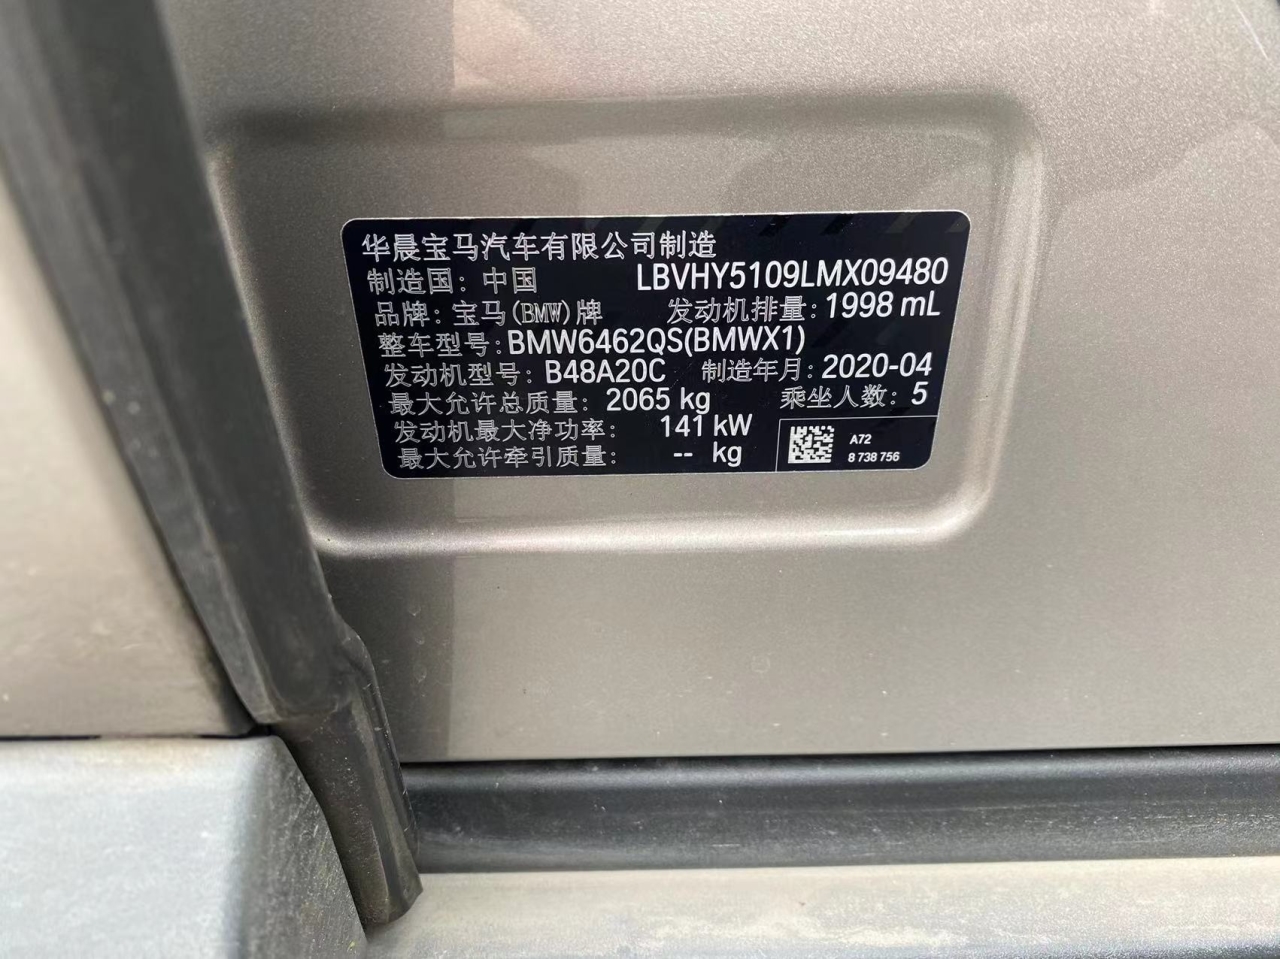 华晨宝马汽车有限公司制造
制造国: 中国 LBVHY5109LMX09480
品牌: 宝马(BMW)牌 发动机排量: 1998 mL
整车型号: BMW6462QS(BMWX1)
发动机型号: B48A20C 制造年月: 2020-04
最大允许总质量: 2065 kg 乘坐人数: 5
发动机最大净功率: 141 kW
最大允许牵引质量: -- kg
A72
8 738 756